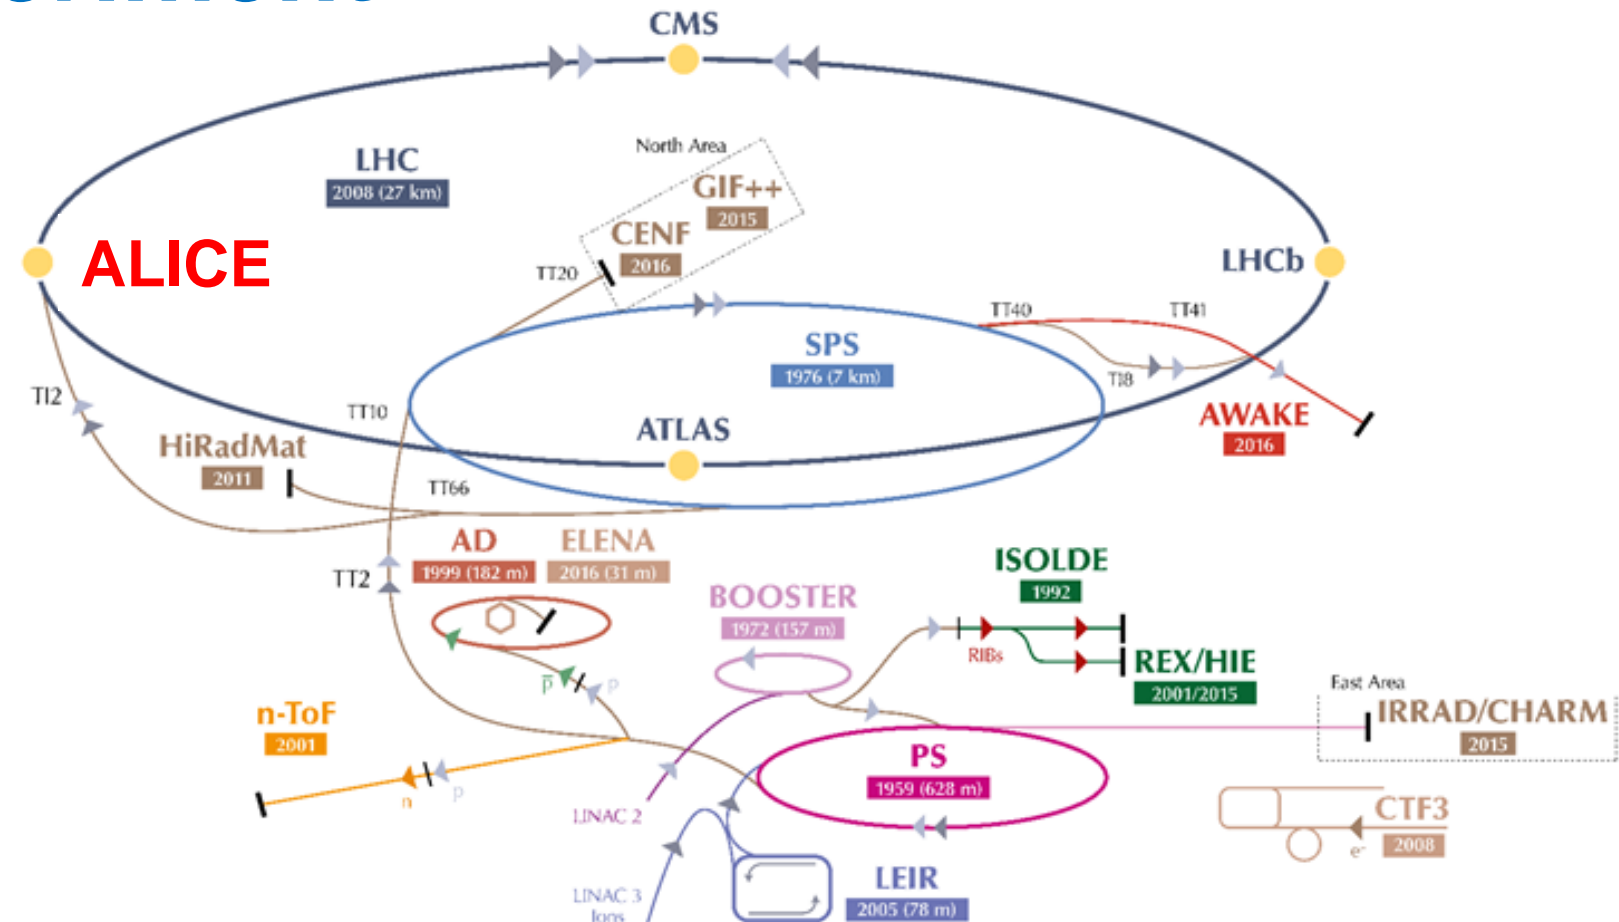 CMS
LHC
2008 (27 km)
North Area
GIF++
2015
CENF
2016
TT20
ALICE
LHCb
TT40
TT41
SPS
1976 (7 km)
TI8
TI2
TT10
AWAKE
2016
ATLAS
HiRadMat
2011
TT66
AD
1999 (182 m)
ELENA
2016 (31 m)
TT2
ISOLDE
1992
BOOSTER
1972 (157 m)
RIBs
REX/HIE
2001/2015
p̅
p
East Area
IRRAD/CHARM
2015
n-ToF
2001
n
p
PS
1959 (628 m)
LINAC 2
CTF3
2008
e⁻
LEIR
2005 (78 m)
LINAC 3
Ions